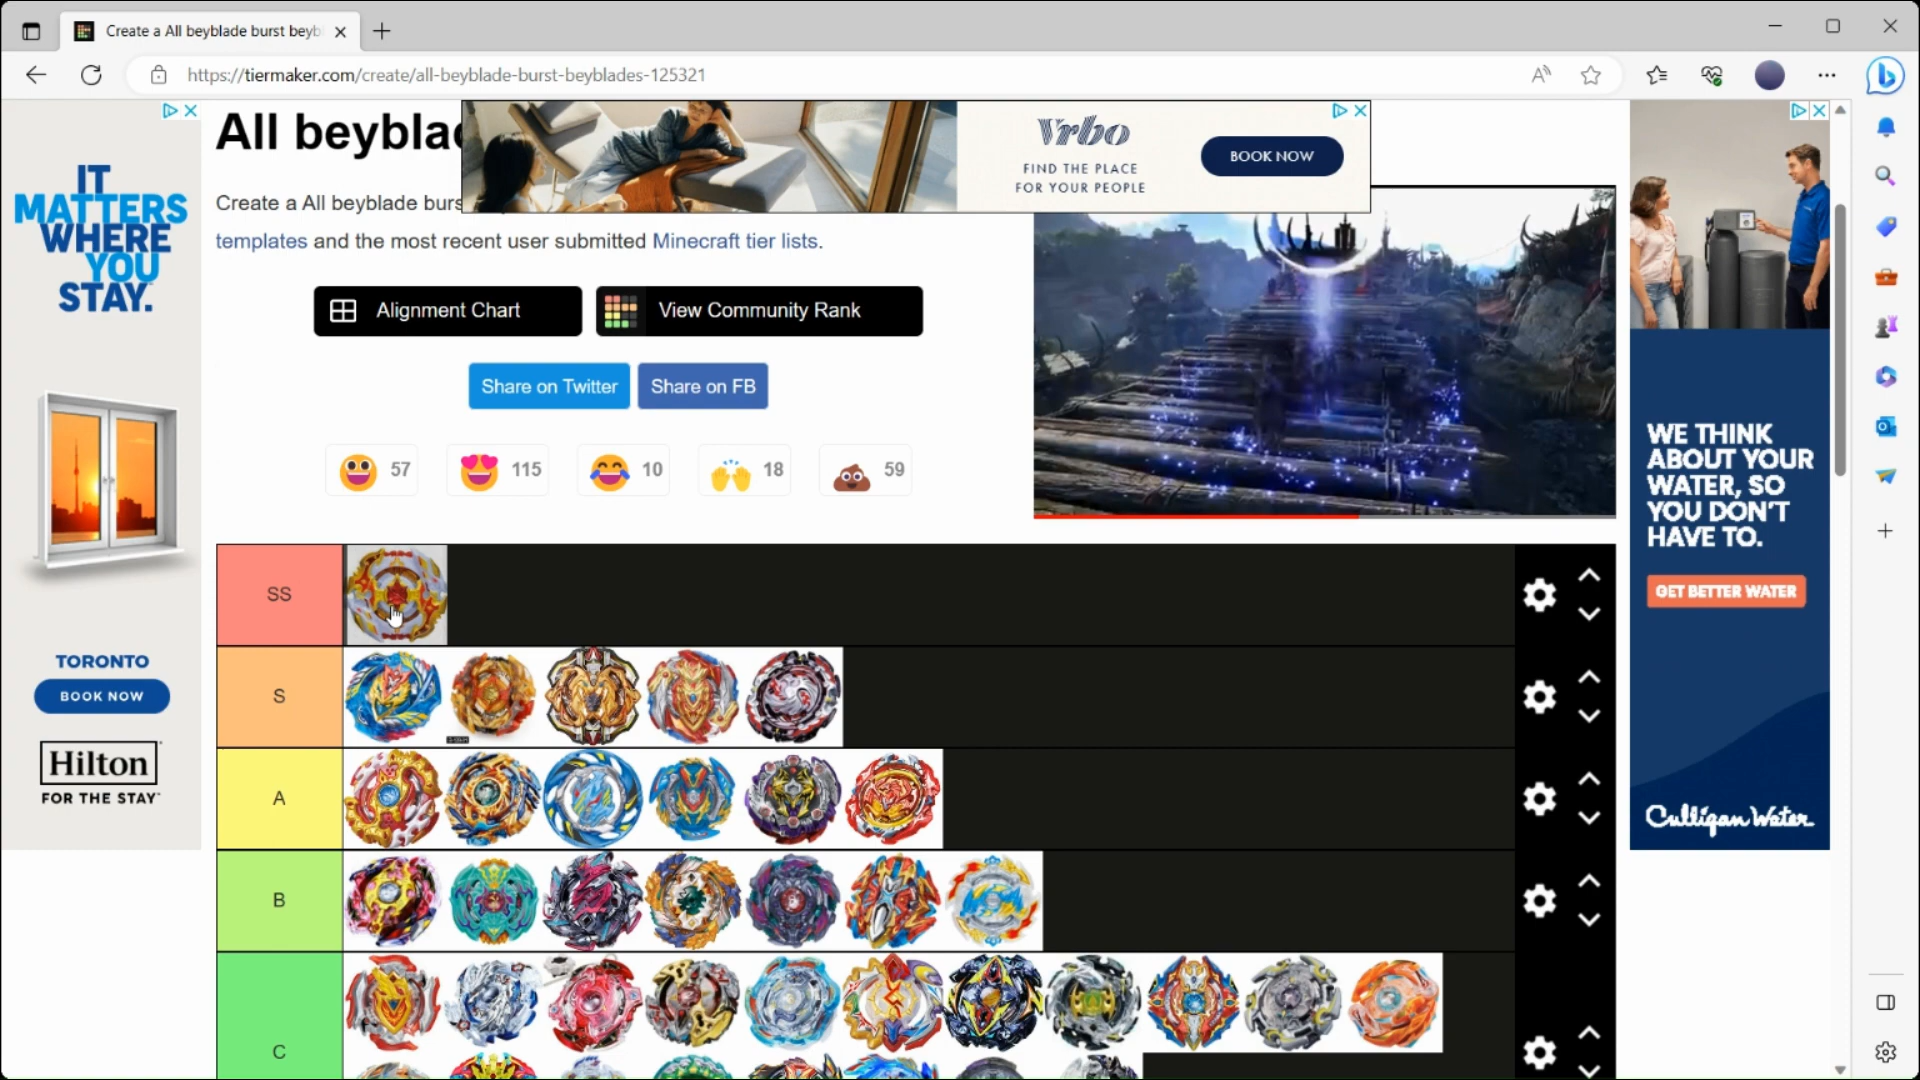 Create a All beyblade burst beyb
https://tiermaker.com/create/all-beyblade-burst-beyblades-125321
IT
MATTERS
WHERE
YOU
STAY.
TORONTO
BOOK NOW
Hilton
FOR THE STAY
All beybla
Vrbo
FIND THE PLACE
FOR YOUR PEOPLE
BOOK NOW
Create a All beyblade burs
templates and the most recent user submitted Minecraft tier lists.
Alignment Chart
View Community Rank
Share on Twitter
Share on FB
57
115
10
18
59
SS
S
A
B
C
WE THINK
ABOUT YOUR
WATER, SO
YOU DON'T
HAVE TO.
GET BETTER WATER
Culligan Water